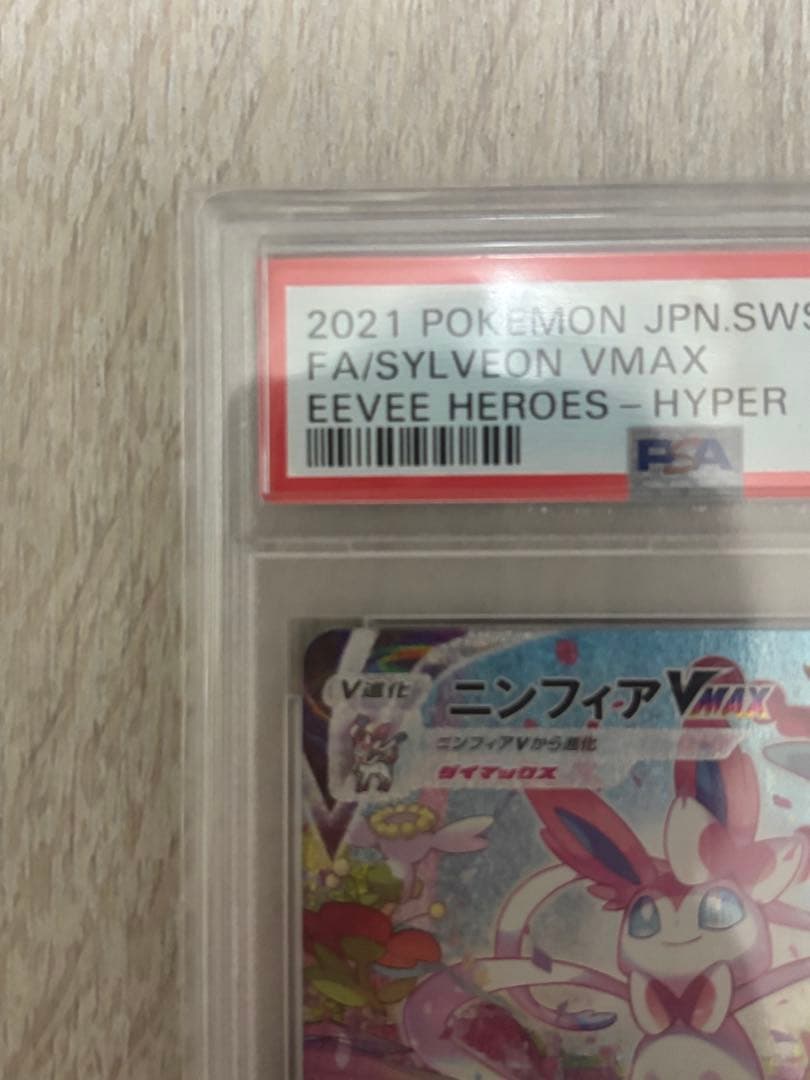 2021 POKEMON JPN.SWS
FA/SYLVEON VMAX
EEVEE HEROES - HYPER
PSA
V進化
ニンフィアVMAX
ニンフィアVから進化
ダイマックス